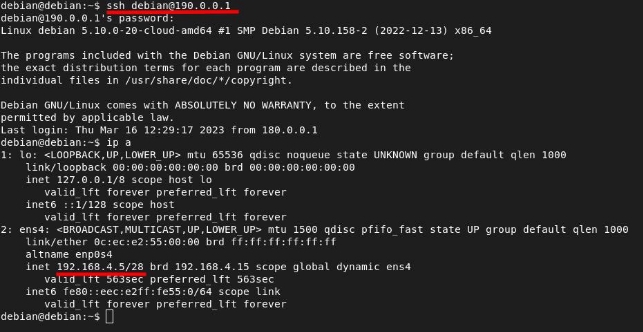 debian@debian:~$ ssh debian@190.0.0.1
debian@190.0.0.1's password:
Linux debian 5.10.0-20-cloud-amd64 #1 SMP Debian 5.10.158-2 (2022-12-13) x86_64
The programs included with the Debian GNU/Linux system are free software;
the exact distribution terms for each program are described in the
individual files in /usr/share/doc/*/copyright.
Debian GNU/Linux comes with ABSOLUTELY NO WARRANTY, to the extent
permitted by applicable law.
Last login: Thu Mar 16 12:29:17 2023 from 180.0.0.1
debian@debian:~$ ip a
1: lo: <LOOPBACK,UP,LOWER_UP> mtu 65536 qdisc noqueue state UNKNOWN group default qlen 1000
link/loopback 00:00:00:00:00:00 brd 00:00:00:00:00:00
inet 127.0.0.1/8 scope host lo
valid_lft forever preferred_lft forever
inet6 ::1/128 scope host
valid_lft forever preferred_lft forever
2: ens4: <BROADCAST,MULTICAST,UP,LOWER_UP> mtu 1500 qdisc pfifo_fast state UP group default qlen 1000
link/ether 0c:ec:e2:55:00:00 brd ff:ff:ff:ff:ff:ff
altname enp0s4
inet 192.168.4.5/28 brd 192.168.4.15 scope global dynamic ens4
valid_lft 563sec preferred_lft 563sec
inet6 fe80::eec:e2ff:fe55:0/64 scope link
valid_lft forever preferred_lft forever
debian@debian:~$